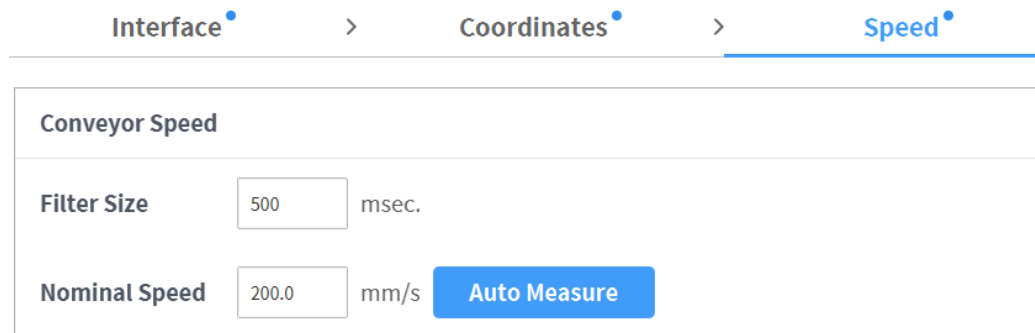 Interface > Coordinates > Speed
Conveyor Speed
Filter Size 500 msec.
Nominal Speed 200.0 mm/s Auto Measure